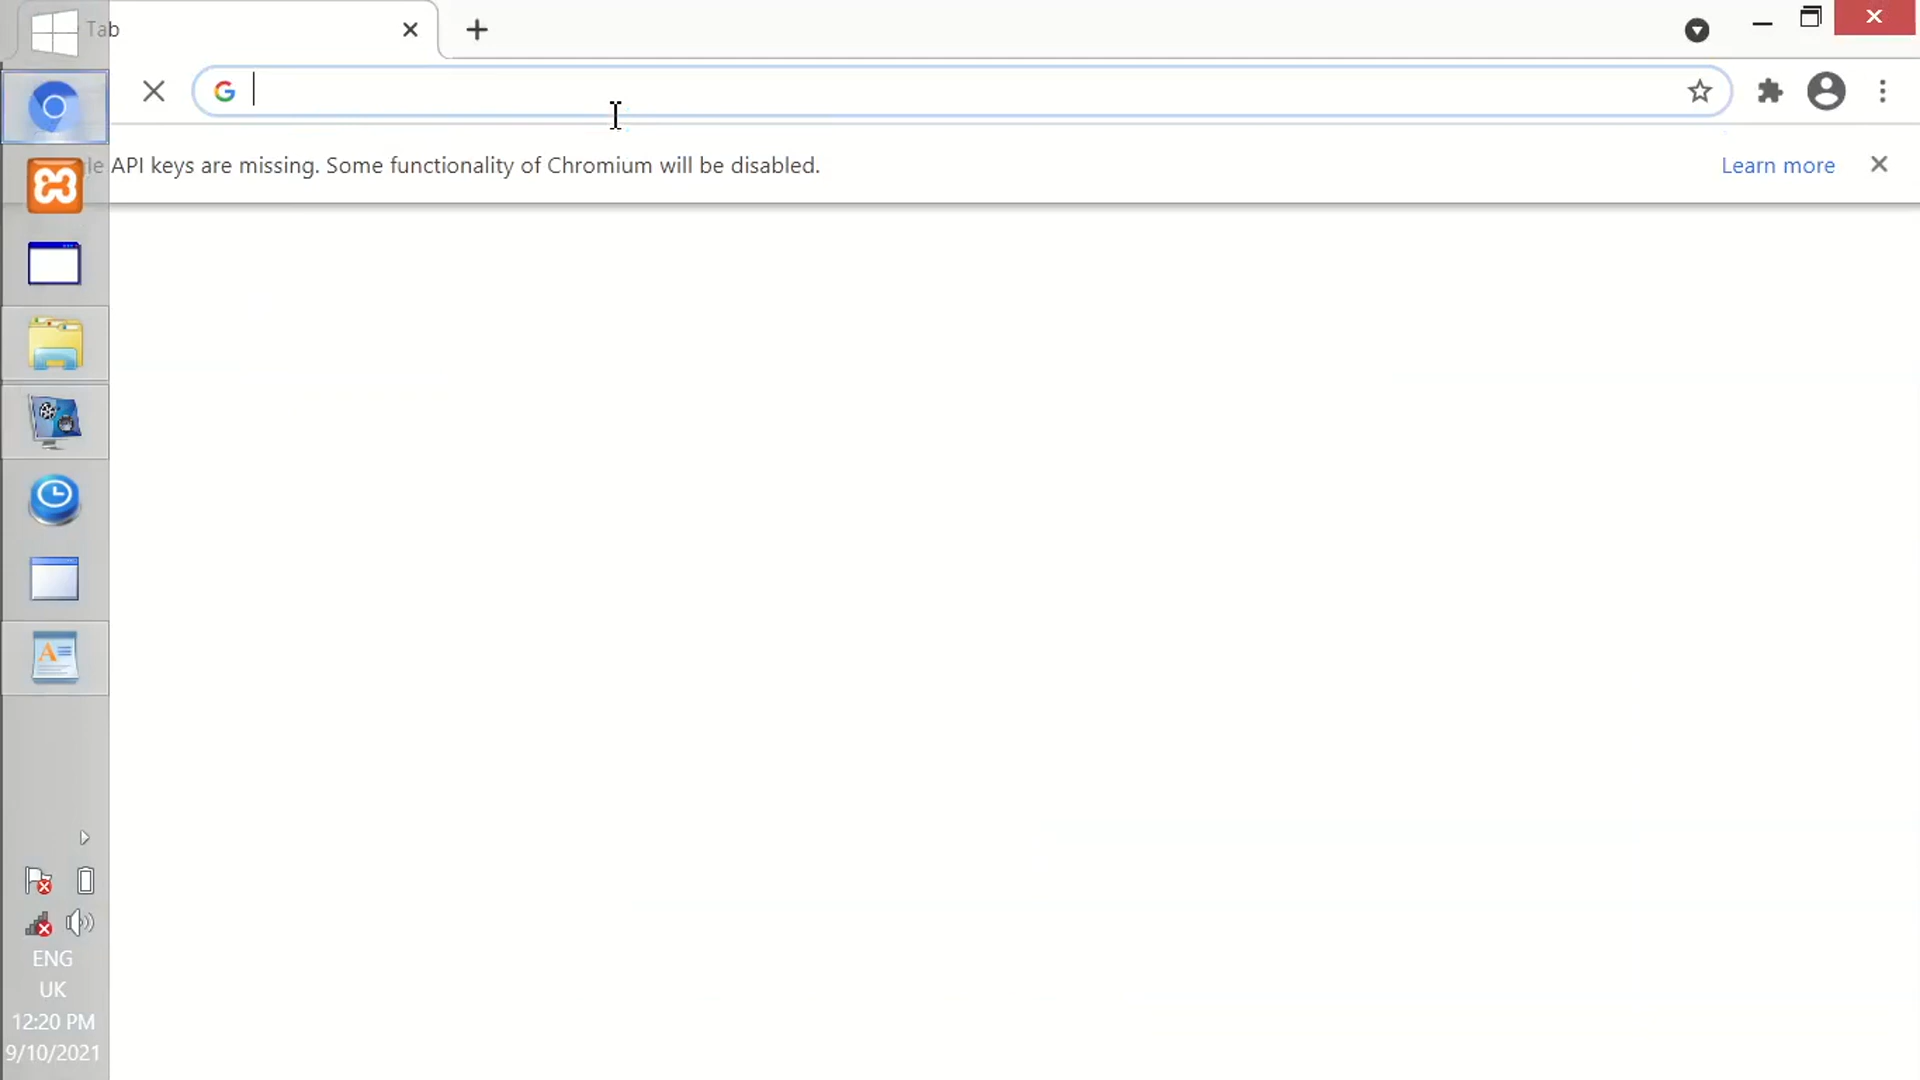 Tab
le API keys are missing. Some functionality of Chromium will be disabled.
Learn more
ENG
UK
12:20 PM
9/10/2021